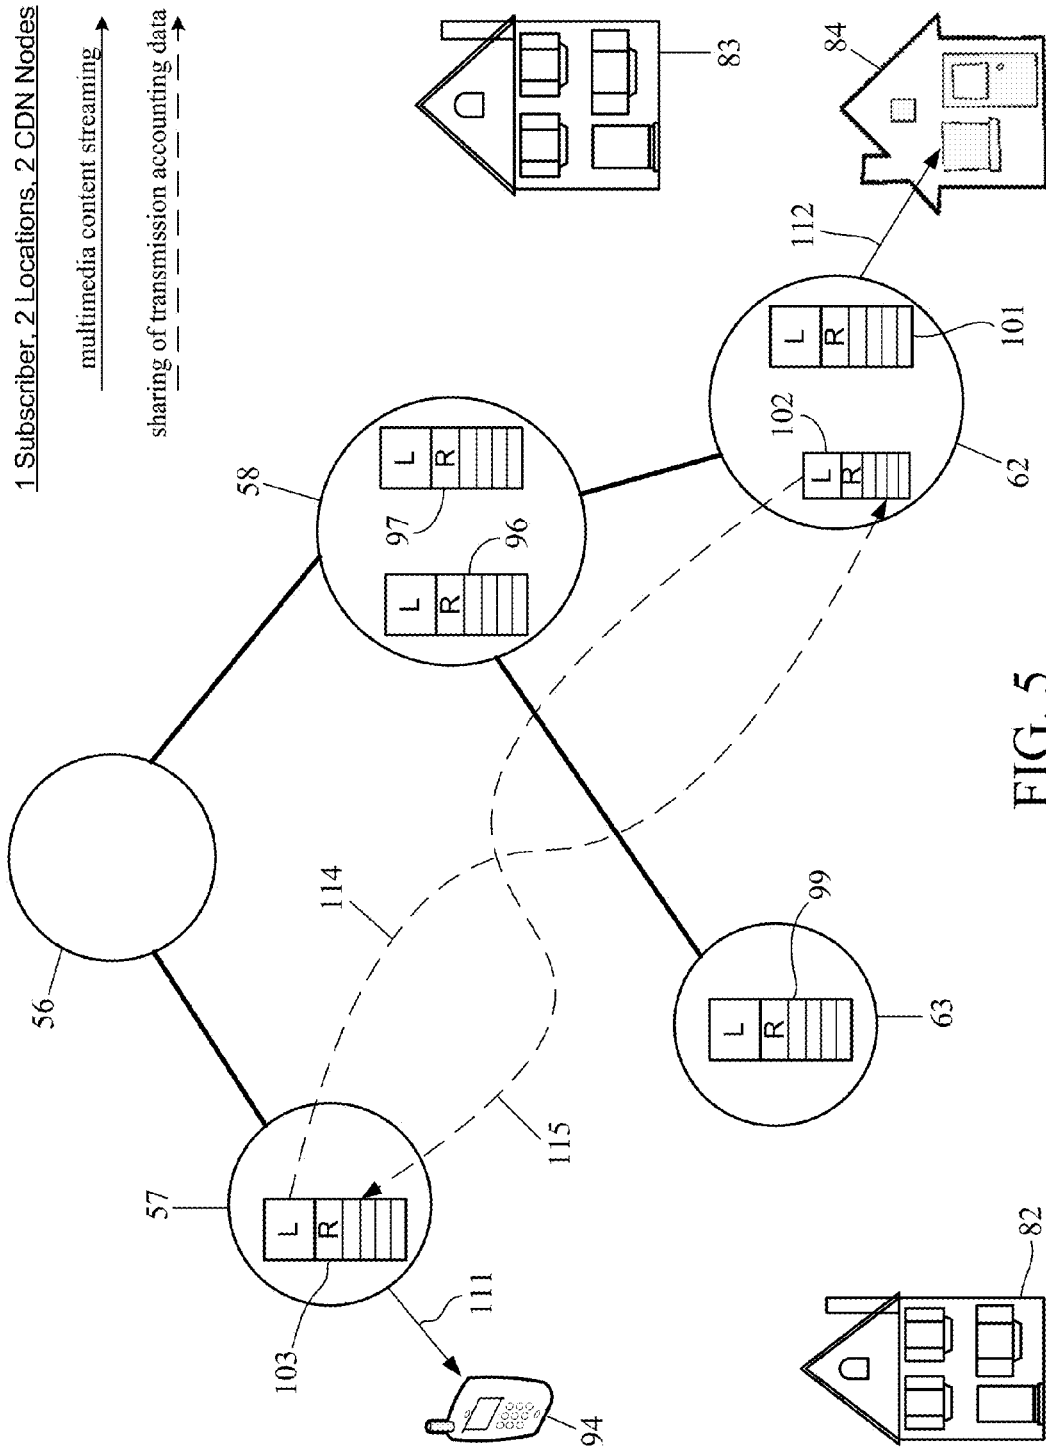 1 Subscriber, 2 Locations, 2 CDN Nodes
multimedia content streaming
sharing of transmission accounting data
56
57
58
62
63
82
83
84
94
L
R
96
L
R
97
L
R
99
L
R
101
L
R
102
L
R
103
111
112
114
115
FIG. 5